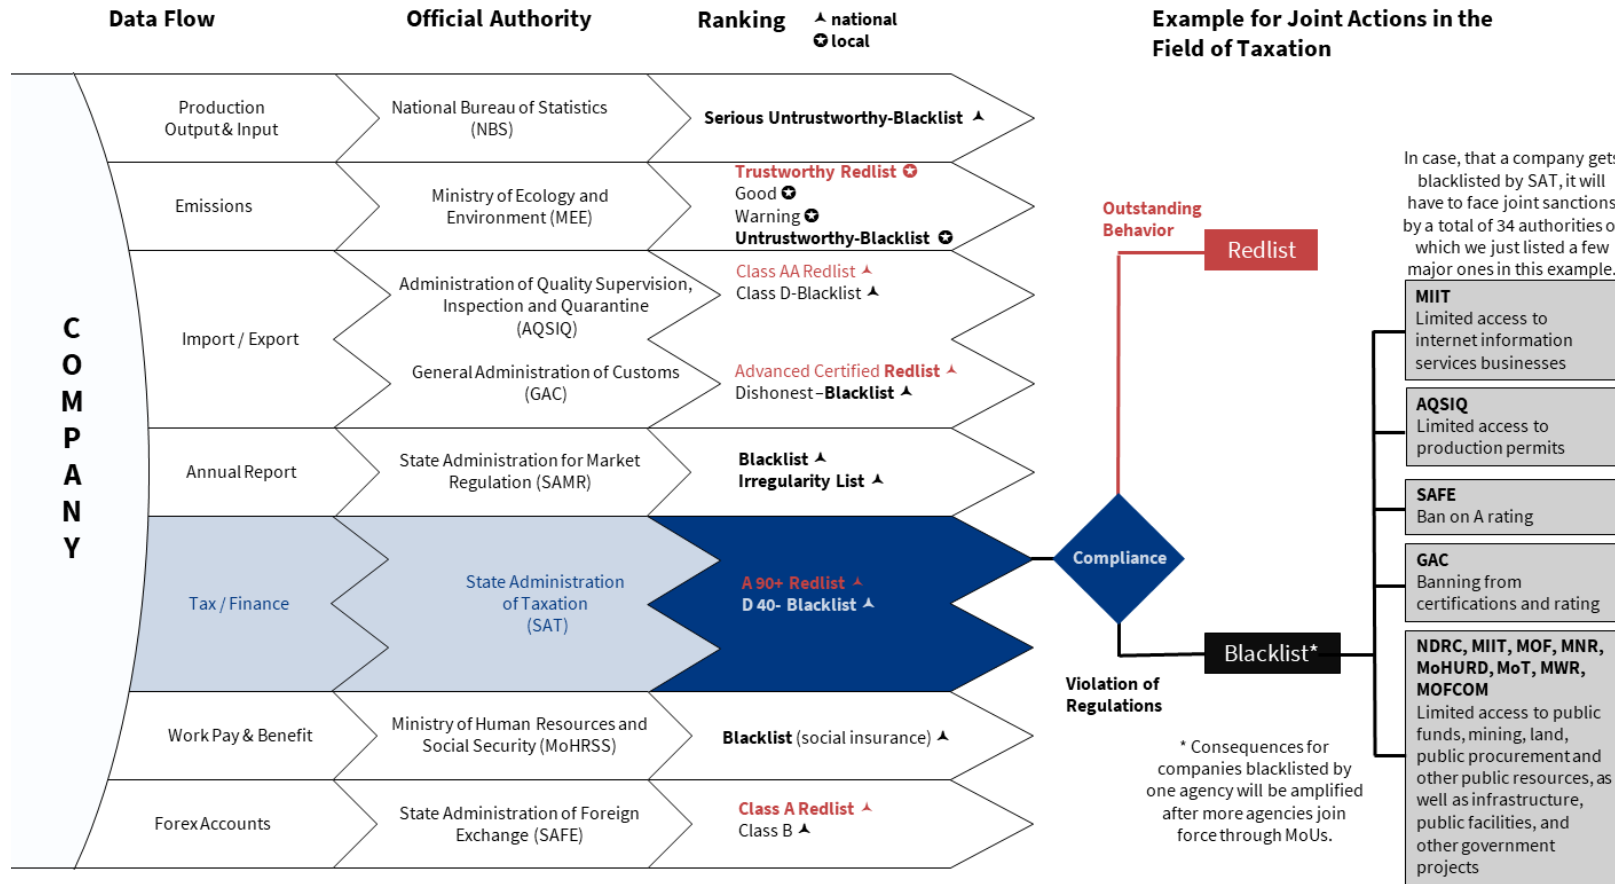 Data Flow
Official Authority
Ranking
national
local
Example for Joint Actions in the
Field of Taxation
COMPANY
Production
Output & Input
National Bureau of Statistics
(NBS)
Serious Untrustworthy-Blacklist
Emissions
Ministry of Ecology and
Environment (MEE)
Trustworthy Redlist
Good
Warning
Untrustworthy-Blacklist
Import / Export
Administration of Quality Supervision,
Inspection and Quarantine
(AQSIQ)
General Administration of Customs
(GAC)
Class AA Redlist
Class D-Blacklist
Advanced Certified Redlist
Dishonest–Blacklist
Annual Report
State Administration for Market
Regulation (SAMR)
Blacklist
Irregularity List
Tax / Finance
State Administration
of Taxation
(SAT)
A 90+ Redlist
D 40- Blacklist
Work Pay & Benefit
Ministry of Human Resources and
Social Security (MoHRSS)
Blacklist (social insurance)
Forex Accounts
State Administration of Foreign
Exchange (SAFE)
Class A Redlist
Class B
Compliance
Outstanding
Behavior
Redlist
Violation of
Regulations
Blacklist*
* Consequences for
companies blacklisted by
one agency will be amplified
after more agencies join
force through MoUs.
In case, that a company gets
blacklisted by SAT, it will
have to face joint sanctions
by a total of 34 authorities o
which we just listed a few
major ones in this example.
MIIT
Limited access to
internet information
services businesses
AQSIQ
Limited access to
production permits
SAFE
Ban on A rating
GAC
Banning from
certifications and rating
NDRC, MIIT, MOF, MNR,
MoHURD, MoT, MWR,
MOFCOM
Limited access to public
funds, mining, land,
public procurement and
other public resources, as
well as infrastructure,
public facilities, and
other government
projects